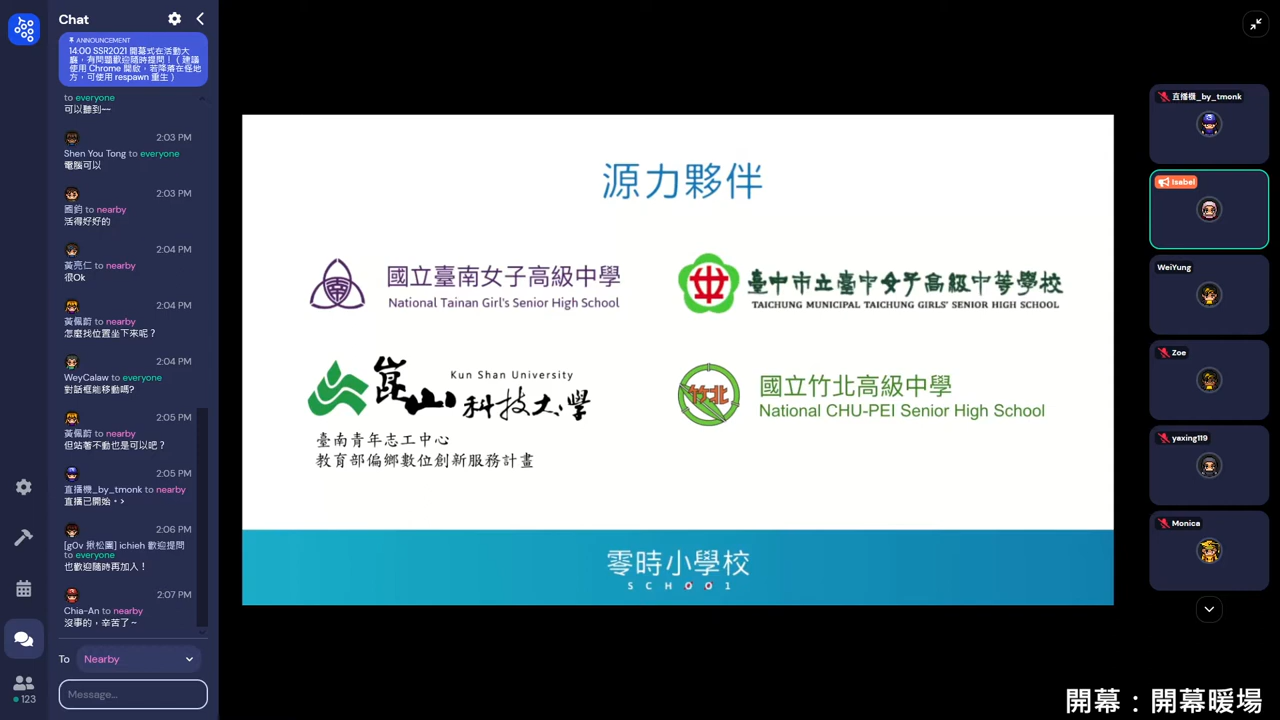 Chat
ANNOUNCEMENT
14:00 SSR2021 開幕式在活動大
廳，有問題歡迎隨時提問！（建議
使用 Chrome 開啟，若降落在怪地
方，可使用 respawn 重生）
to everyone
可以聽到~~
2:03 PM
Shen You Tong to everyone
電腦可以
2:03 PM
圓鈞 to nearby
活得好好的
2:04 PM
黃亮仁 to nearby
很Ok
2:04 PM
黃佩蔚 to nearby
怎麼找位置坐下來呢？
2:04 PM
WeyCalaw to everyone
對話框能移動嗎?
2:05 PM
黃佩蔚 to nearby
但站著不動也是可以吧？
2:05 PM
直播機_by_tmonk to nearby
直播已開始・>
2:06 PM
[g0v 揪松團] ichieh 歡迎提問
to everyone
也歡迎隨時再加入！
2:07 PM
Chia-An to nearby
沒事的，辛苦了~
To Nearby
Message...
123
源力夥伴
國立臺南女子高級中學
National Tainan Girl's Senior High School
臺中市立臺中女子高級中等學校
TAICHUNG MUNICIPAL TAICHUNG GIRLS' SENIOR HIGH SCHOOL
Kun Shan University
崑山科技大學
臺南青年志工中心
教育部偏鄉數位創新服務計畫
竹北
國立竹北高級中學
National CHU-PEI Senior High School
零時小學校
SCH001
直播機_by_tmonk
Isabel
WeiYung
Zoe
yaxing119
Monica
開幕：開幕暖場